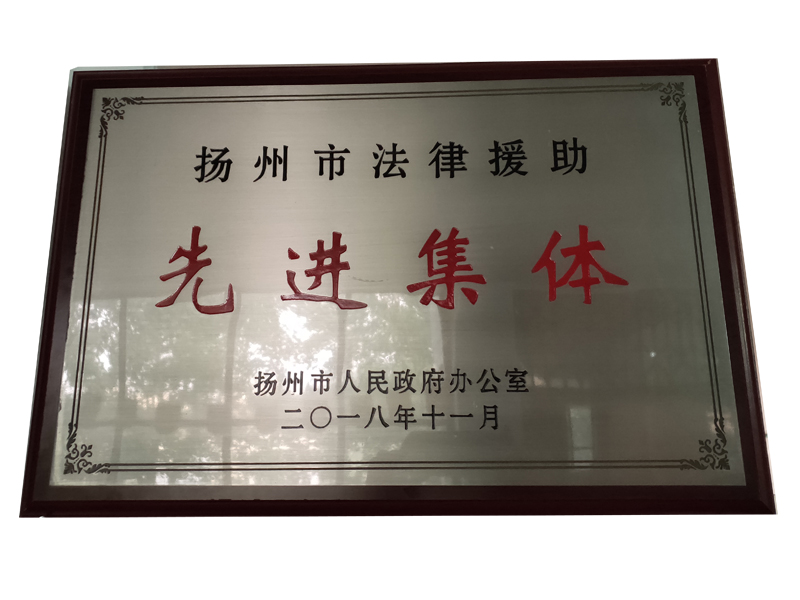 扬州市法律援助
先进集体
扬州市人民政府办公室
二〇一八年十一月